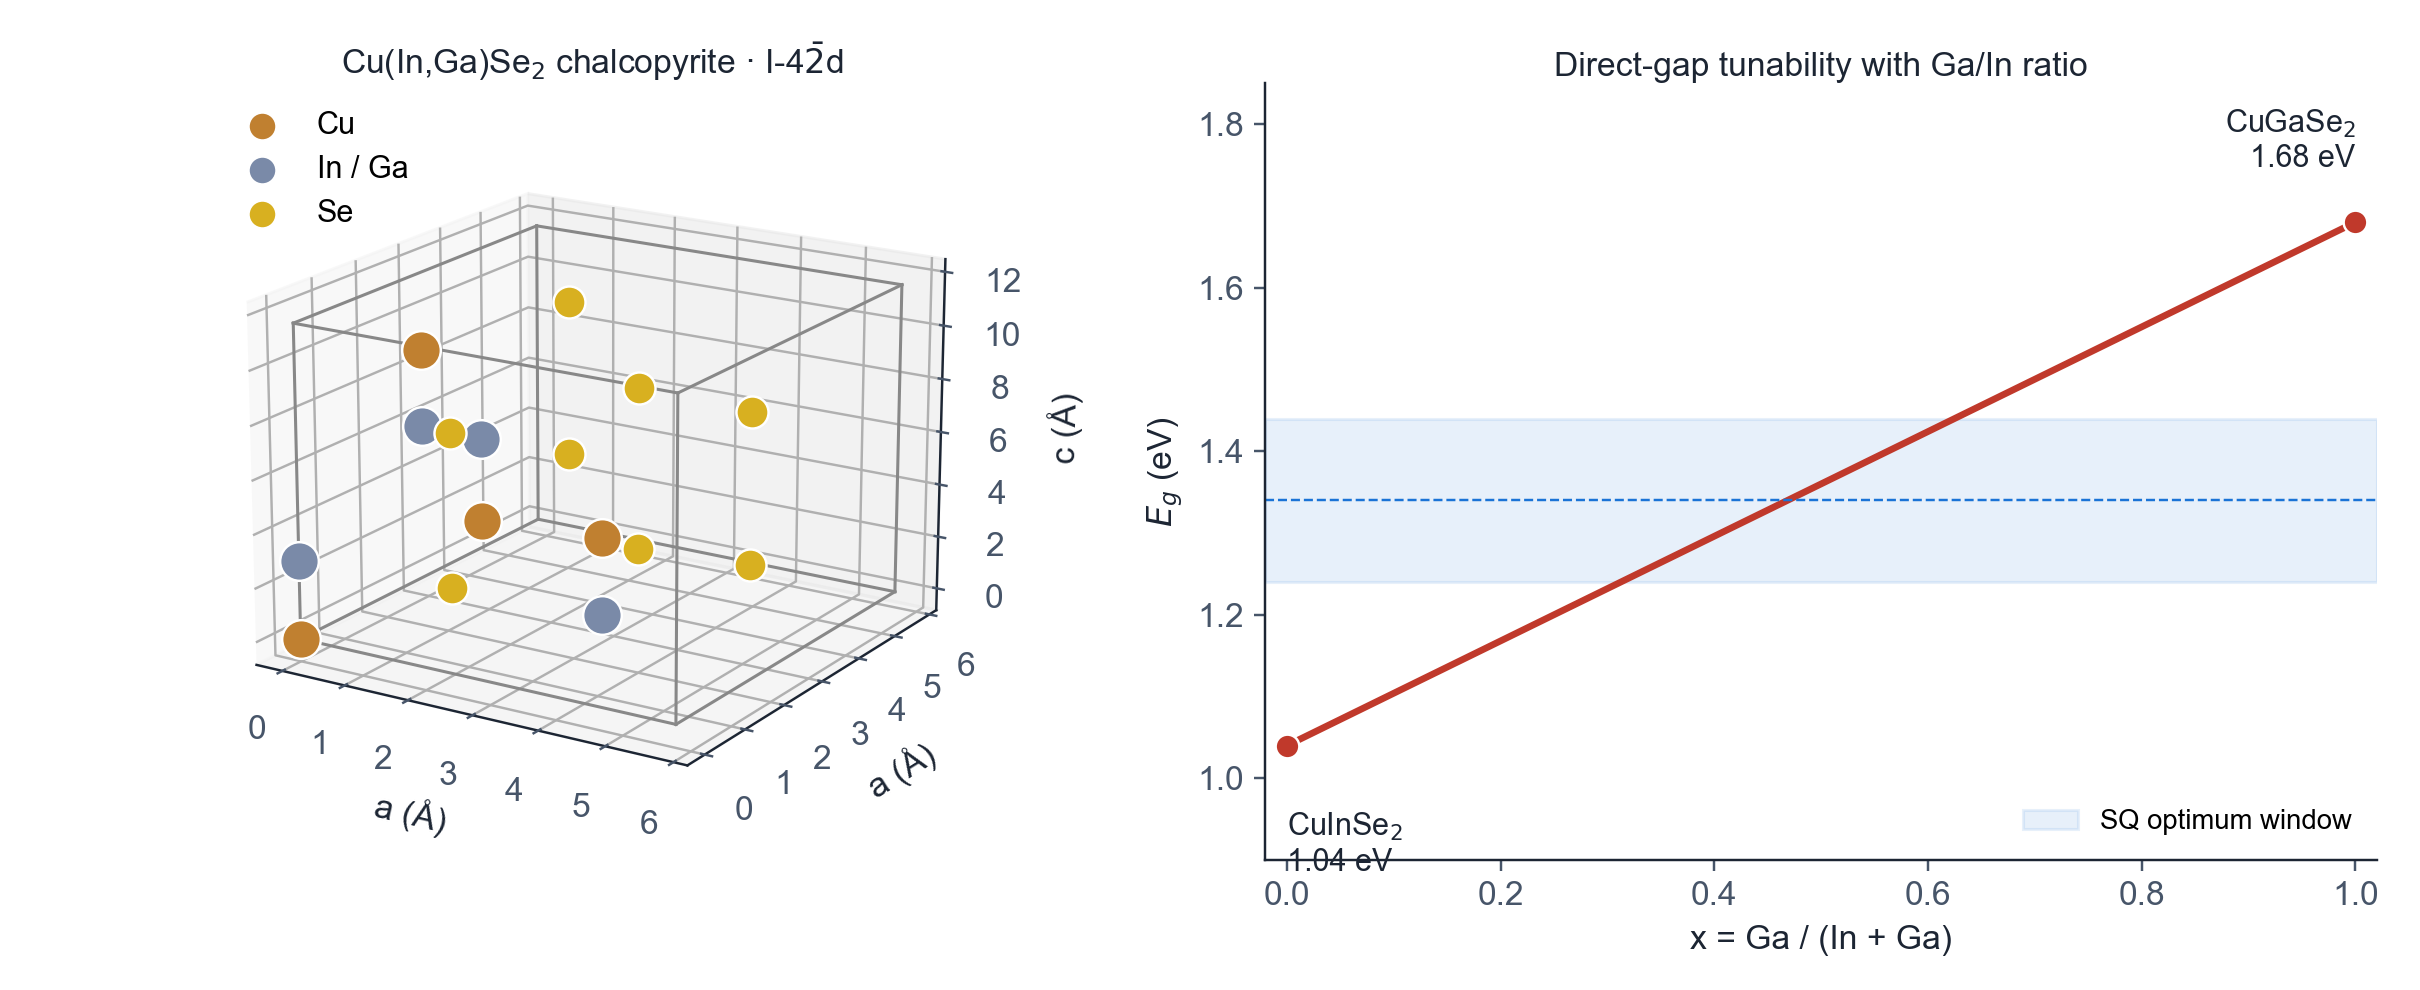 Cu(In,Ga)Se₂ chalcopyrite · I-42̄d
Cu
In / Ga
Se
12
10
8
6
4
2
0
c (Å)
0
1
2
3
4
5
6
a (Å)
0
1
2
3
4
5
6
a (Å)
Direct-gap tunability with Ga/In ratio
CuGaSe₂
1.68 eV
1.8
1.6
1.4
1.2
1.0
E_g (eV)
CuInSe₂
1.04 eV
SQ optimum window
0.0
0.2
0.4
0.6
0.8
1.0
x = Ga / (In + Ga)